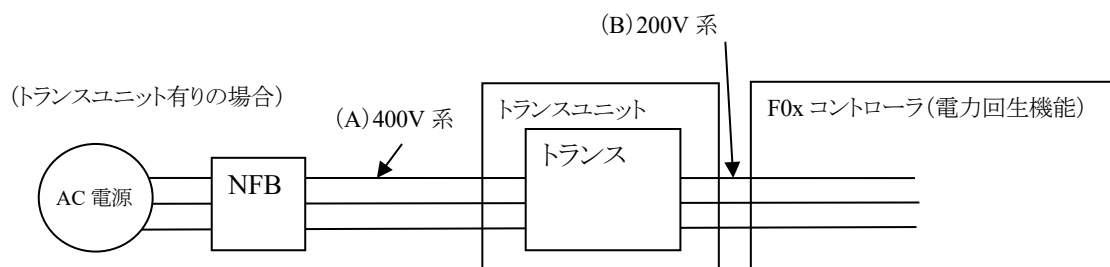 (B)200V 系
(トランスユニット有りの場合)
(A)400V 系
トランスユニット
F0x コントローラ(電力回生機能)
トランス
NFB
AC 電源